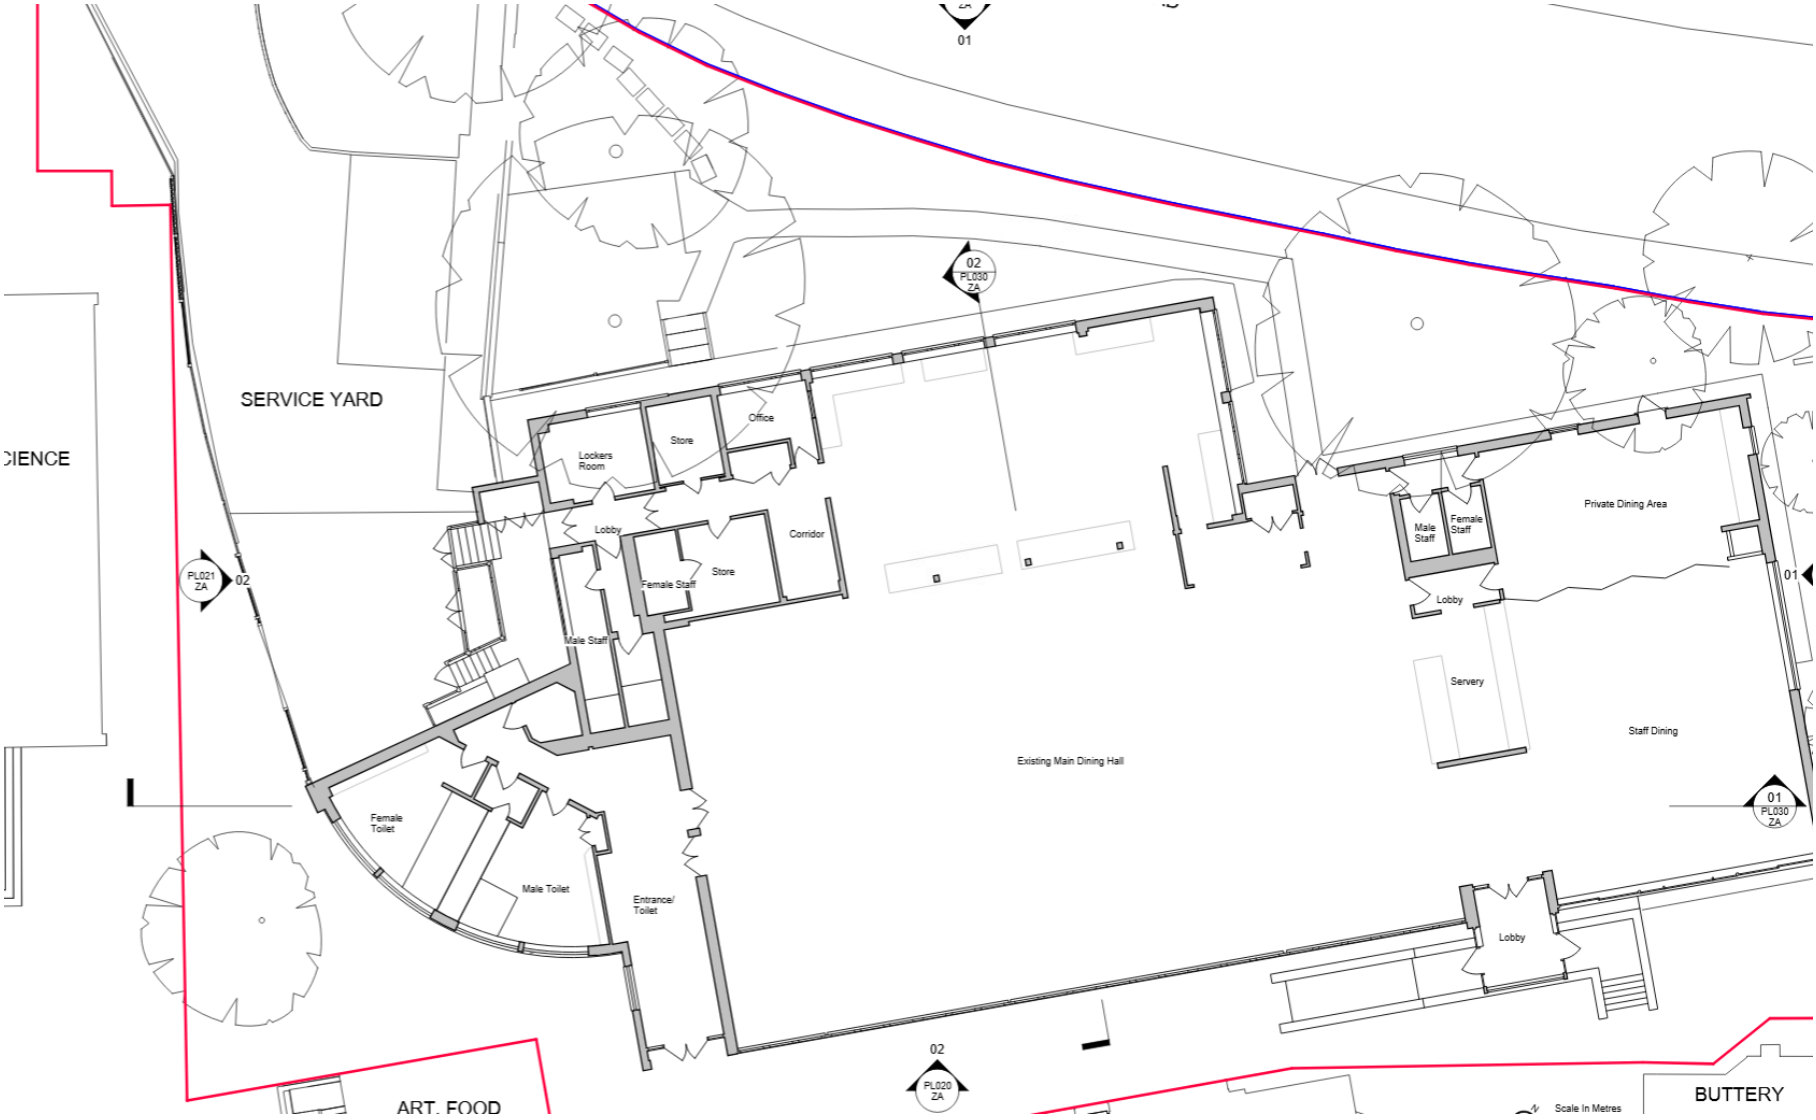 ZA
01
02
PL030
ZA
SERVICE YARD
CIENCE
Office
Store
Lockers
Room
Lobby
Corridor
Female Staff
Store
Male Staff
PL021
ZA
02
Private Dining Area
Male
Staff
Female
Staff
01
Lobby
Servery
Staff Dining
Existing Main Dining Hall
01
PL030
ZA
Female
Toilet
Male Toilet
Entrance/
Toilet
Lobby
02
PL020
ZA
ART, FOOD
BUTTERY
N
Scale In Metres